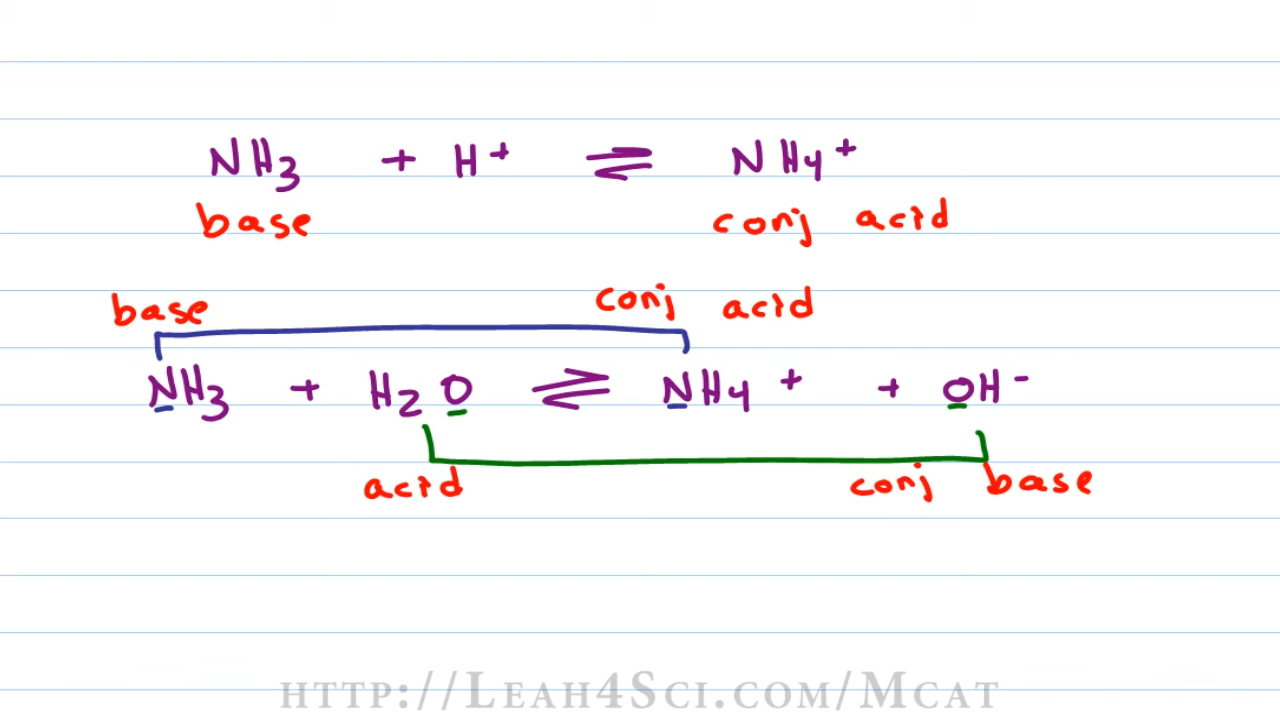 NH3 + H+ ⇌ NH4+
base conj acid
base conj acid
NH3 + H2O ⇌ NH4+ + OH-
acid conj base
HTTP://LEAH4SCI.COM/MCAT